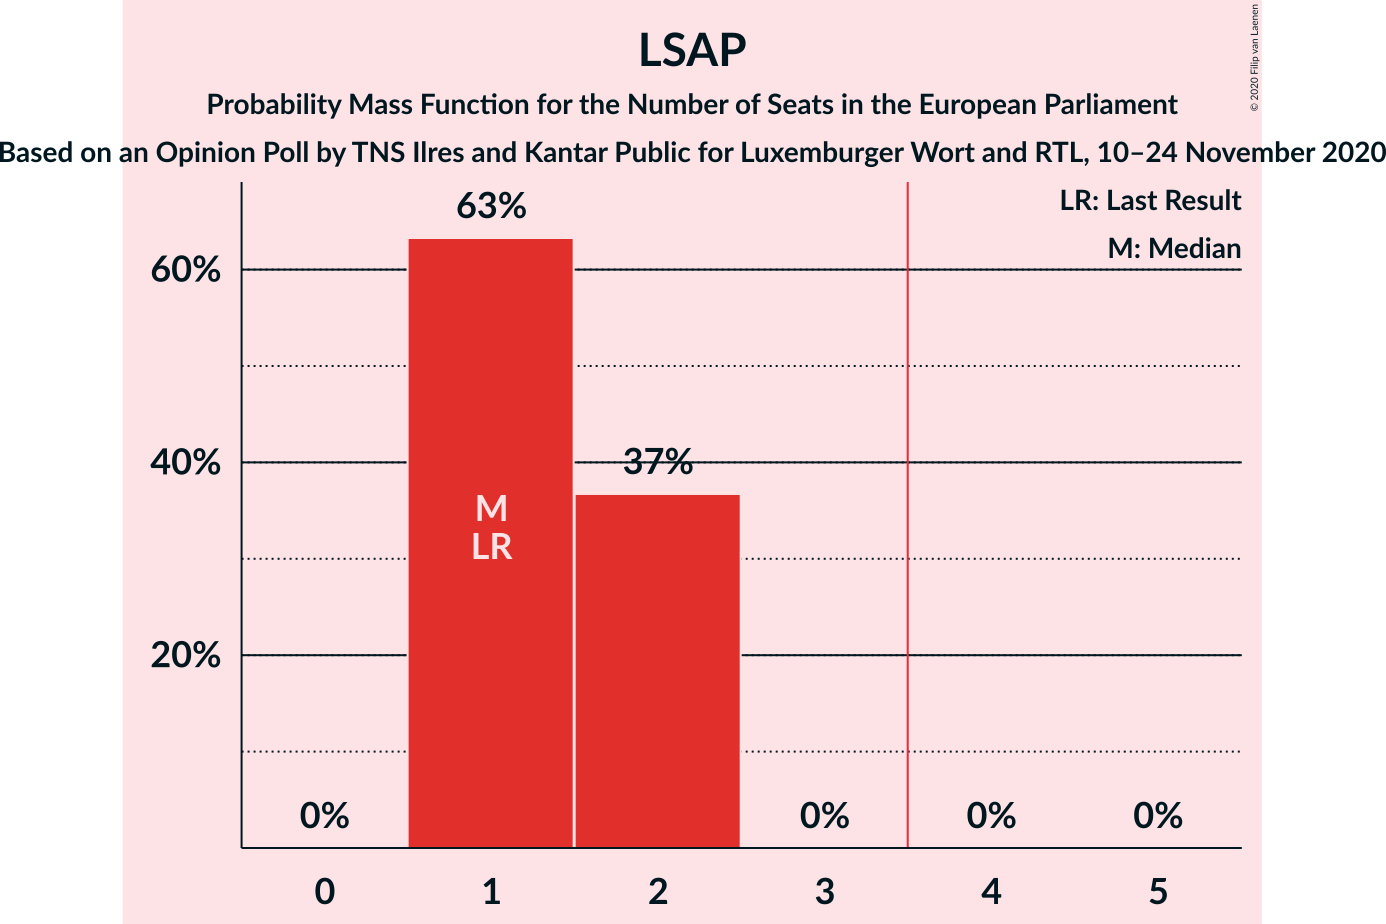 LSAP
Probability Mass Function for the Number of Seats in the European Parliament
Based on an Opinion Poll by TNS Ilres and Kantar Public for Luxemburger Wort and RTL, 10–24 November 2020
© 2020 Filip van Laenen
LR: Last Result
M: Median
63%
60%
40%
37%
M
LR
20%
0%
0%
0%
0%
0 1 2 3 4 5